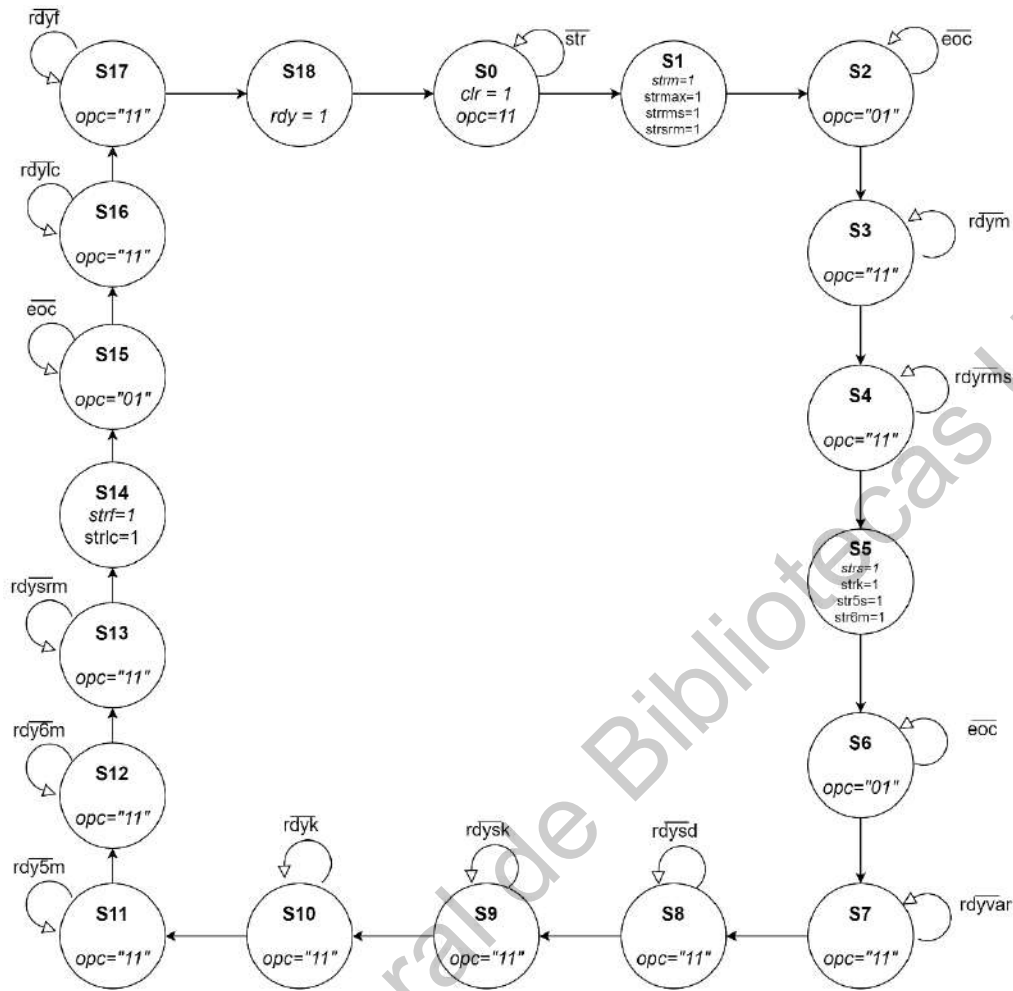 rdyf
S17
opc="11"
S18
rdy = 1
str
S0
clr = 1
opc=11
S1
strm=1
strmax=1
strrms=1
strsrm=1
eoc
S2
opc="01"
rdym
S3
opc="11"
rdyrms
S4
opc="11"
S5
strs=1
strk=1
str5s=1
str6m=1
eoc
S6
opc="01"
rdyvar
S7
opc="11"
rdysd
S8
opc="11"
rdysk
S9
opc="11"
rdyk
S10
opc="11"
rdy5m
S11
opc="11"
rdy6m
S12
opc="11"
rdysrm
S13
opc="11"
S14
strf=1
strlc=1
eoc
S15
opc="01"
rdylc
S16
opc="11"
ral de Bibliotecas